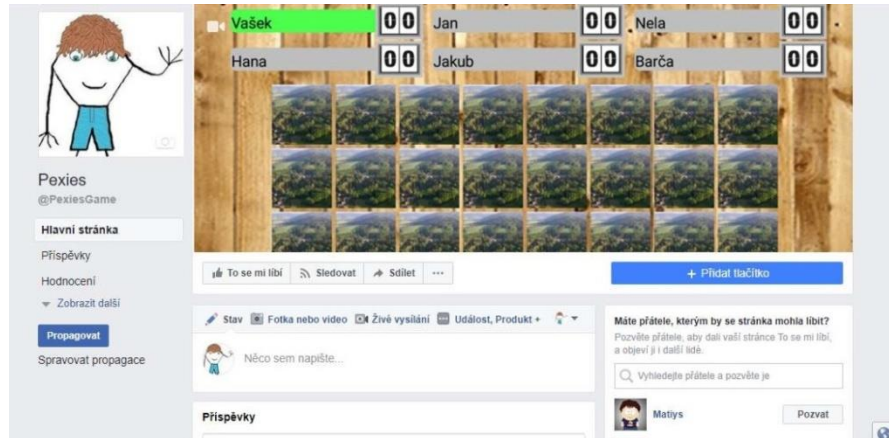 Vašek 00 Jan 00 Nela 00
Hana 00 Jakub 00 Barča 00
Pexies
@PexiesGame
Hlavní stránka
Příspěvky
Hodnocení
Zobrazit další
Propagovat
Spravovat propagace
To se mi líbí Sledovat Sdílet ...
+ Přidat tlačítko
Stav Fotka nebo video Živé vysílání Událost, Produkt +
Něco sem napište...
Příspěvky
Máte přátele, kterým by se stránka mohla líbit?
Pozvěte přátele, aby dali vaší stránce To se mi líbí,
a objeví ji i další lidé.
Vyhledejte přátele a pozvěte je
Matiys Pozvat